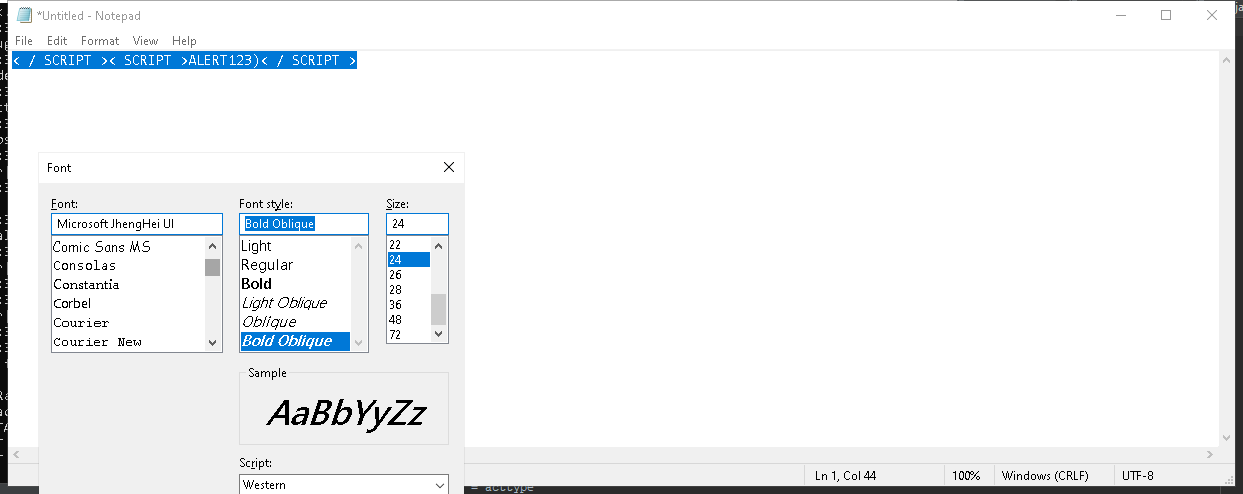 *Untitled - Notepad
File Edit Format View Help
< / SCRIPT >< SCRIPT >ALERT123)< / SCRIPT >
Font
Font: Font style: Size:
Microsoft JhengHei UI Bold Oblique 24
Comic Sans MS
Consolas
Constantia
Corbel
Courier
Courier New
Light
Regular
Bold
Light Oblique
Oblique
Bold Oblique
22
24
26
28
36
48
72
Sample
AaBbYyZz
Script:
Western
Ln 1, Col 44 100% Windows (CRLF) UTF-8
= acctype